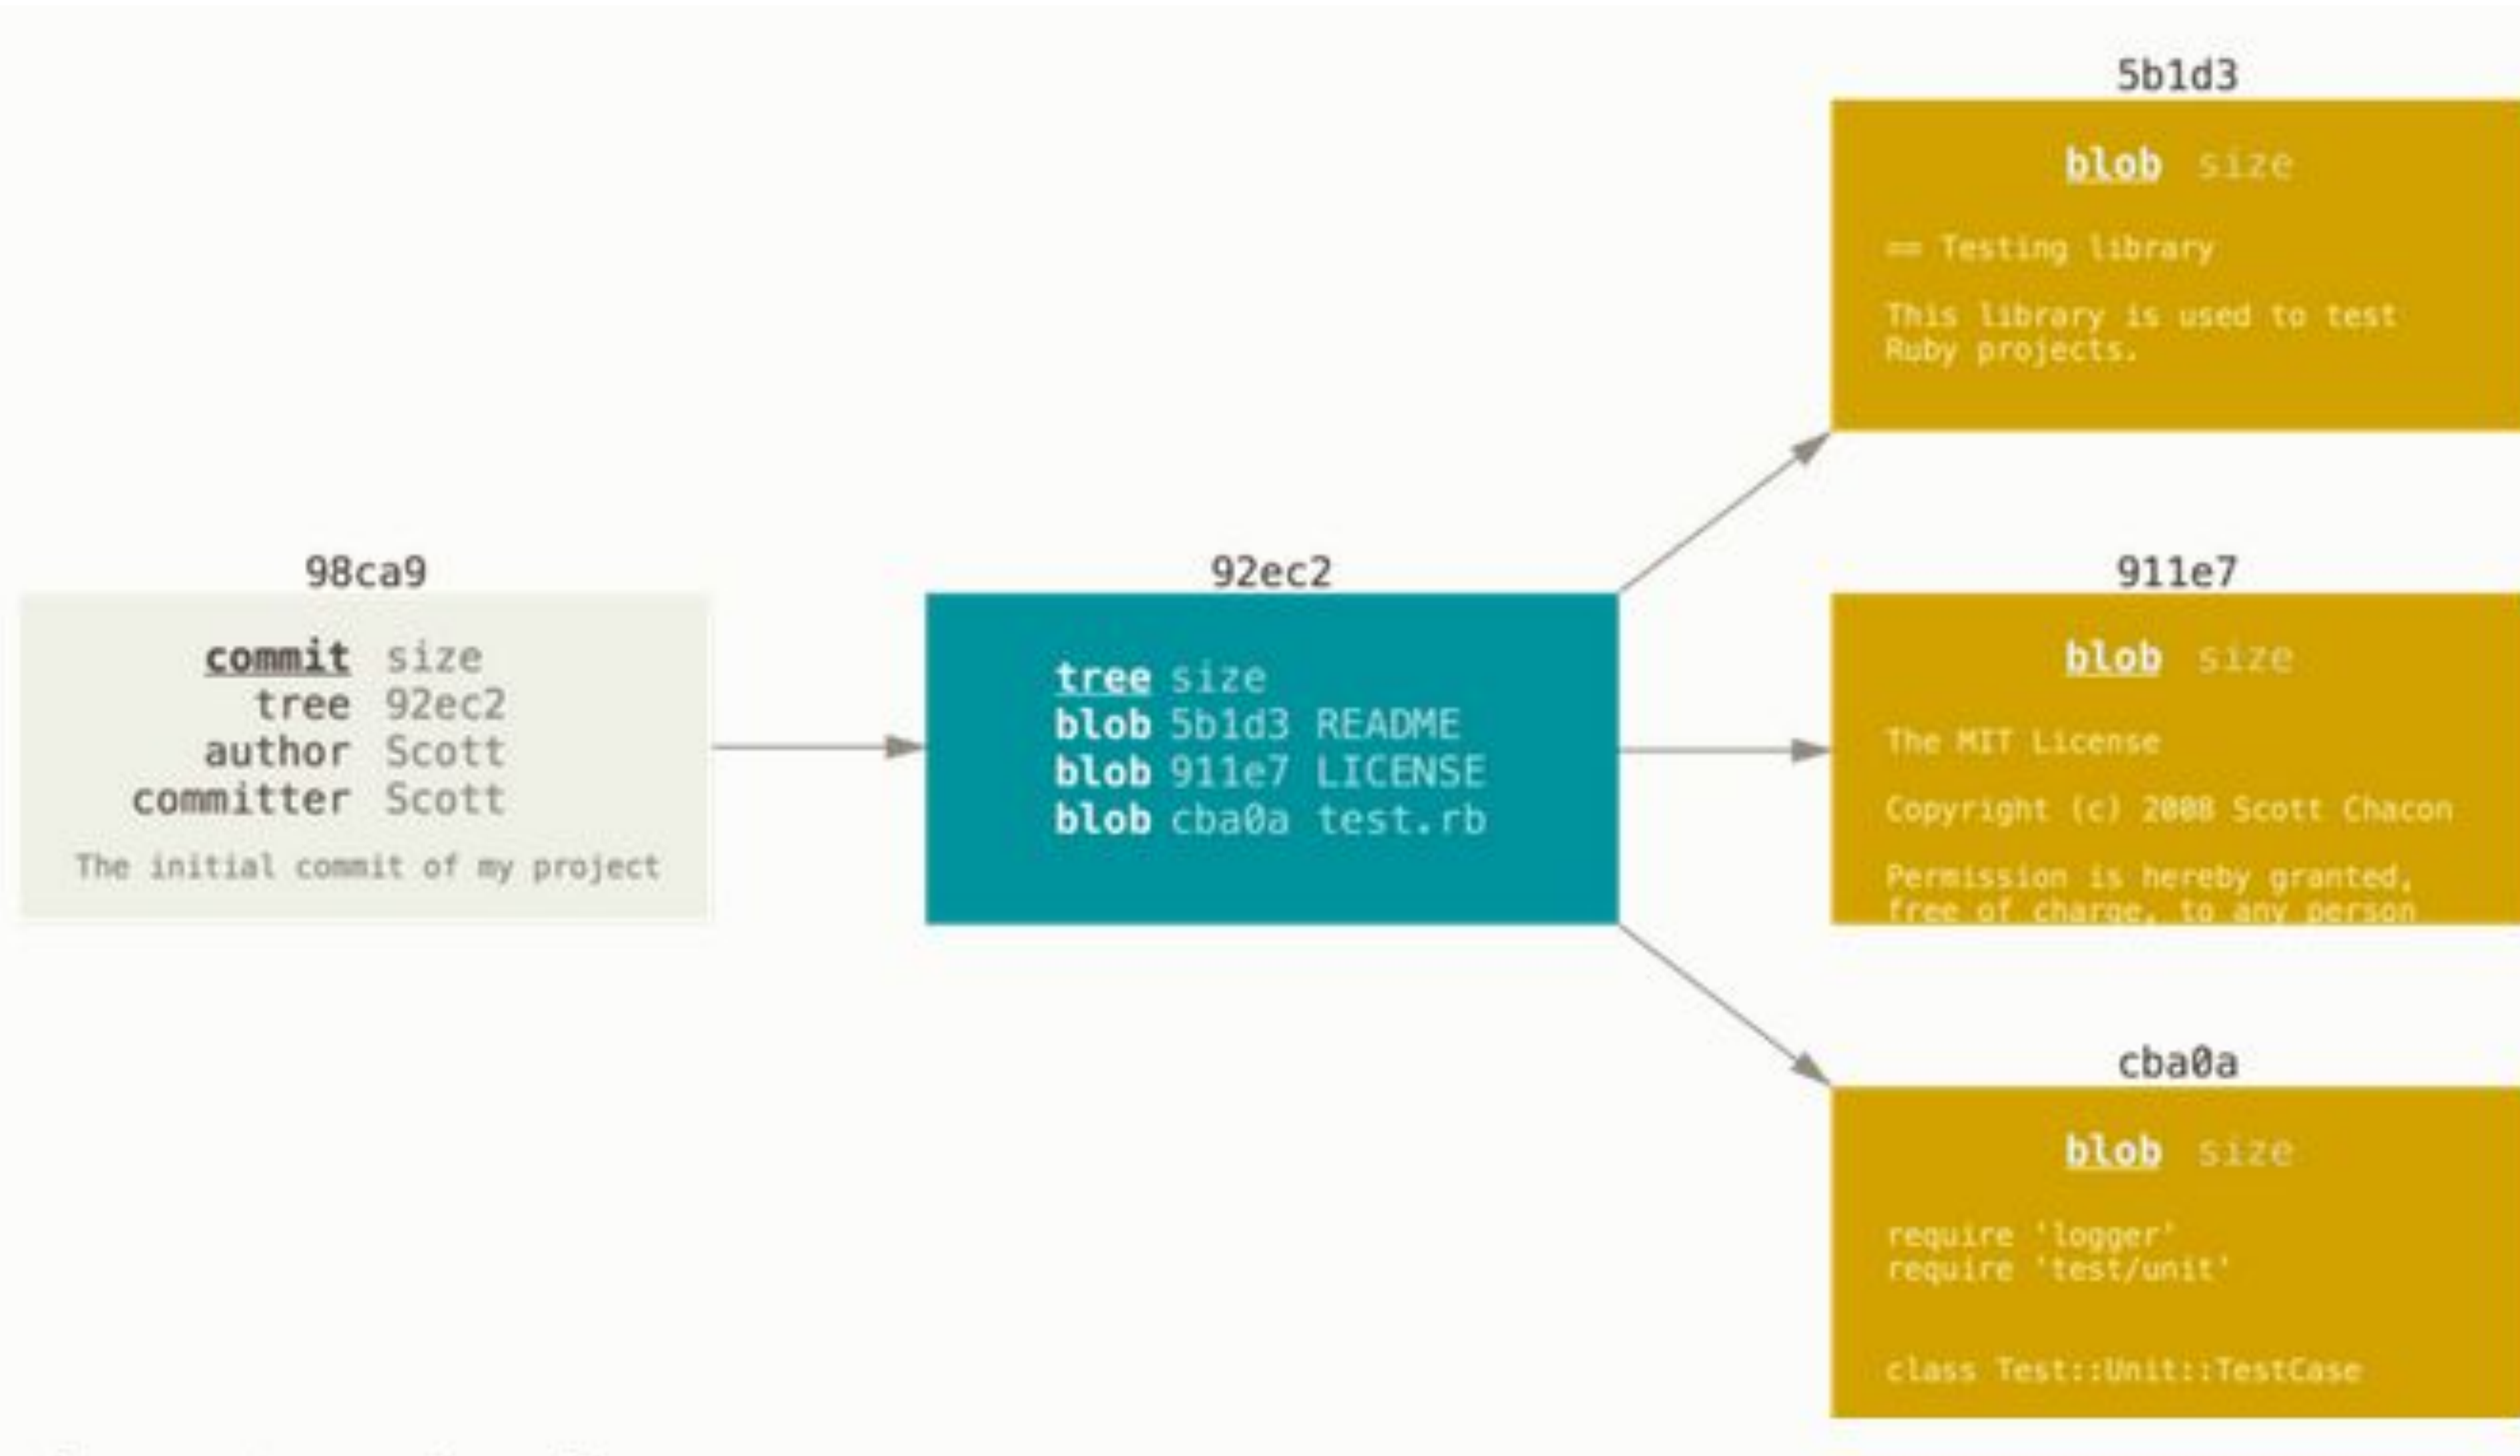 98ca9
commit size
tree 92ec2
author Scott
committer Scott
The initial commit of my project
92ec2
tree size
blob 5b1d3 README
blob 911e7 LICENSE
blob cba0a test.rb
5b1d3
blob size
== Testing library
This library is used to test
Ruby projects.
911e7
blob size
The MIT License
Copyright (c) 2008 Scott Chacon
Permission is hereby granted,
free of charge, to any person
cba0a
blob size
require 'logger'
require 'test/unit'
class Test::Unit::TestCase